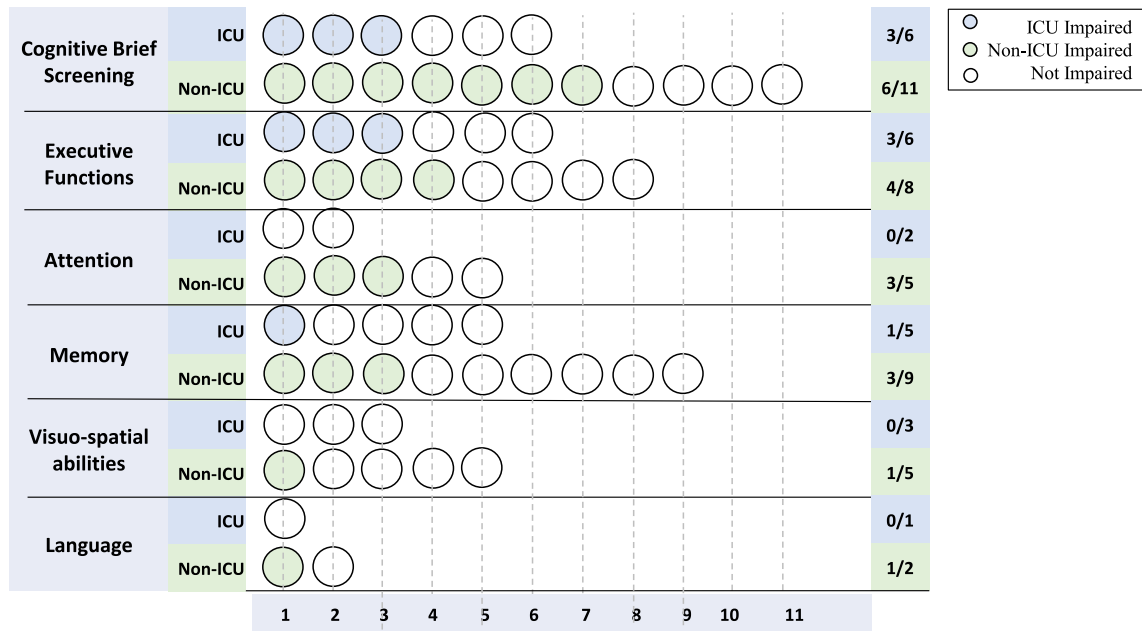 Cognitive Brief
Screening
ICU
3/6
Non-ICU
6/11
Executive
Functions
ICU
3/6
Non-ICU
4/8
Attention
ICU
0/2
Non-ICU
3/5
Memory
ICU
1/5
Non-ICU
3/9
Visuo-spatial
abilities
ICU
0/3
Non-ICU
1/5
Language
ICU
0/1
Non-ICU
1/2
1 2 3 4 5 6 7 8 9 10 11
ICU Impaired
Non-ICU Impaired
Not Impaired